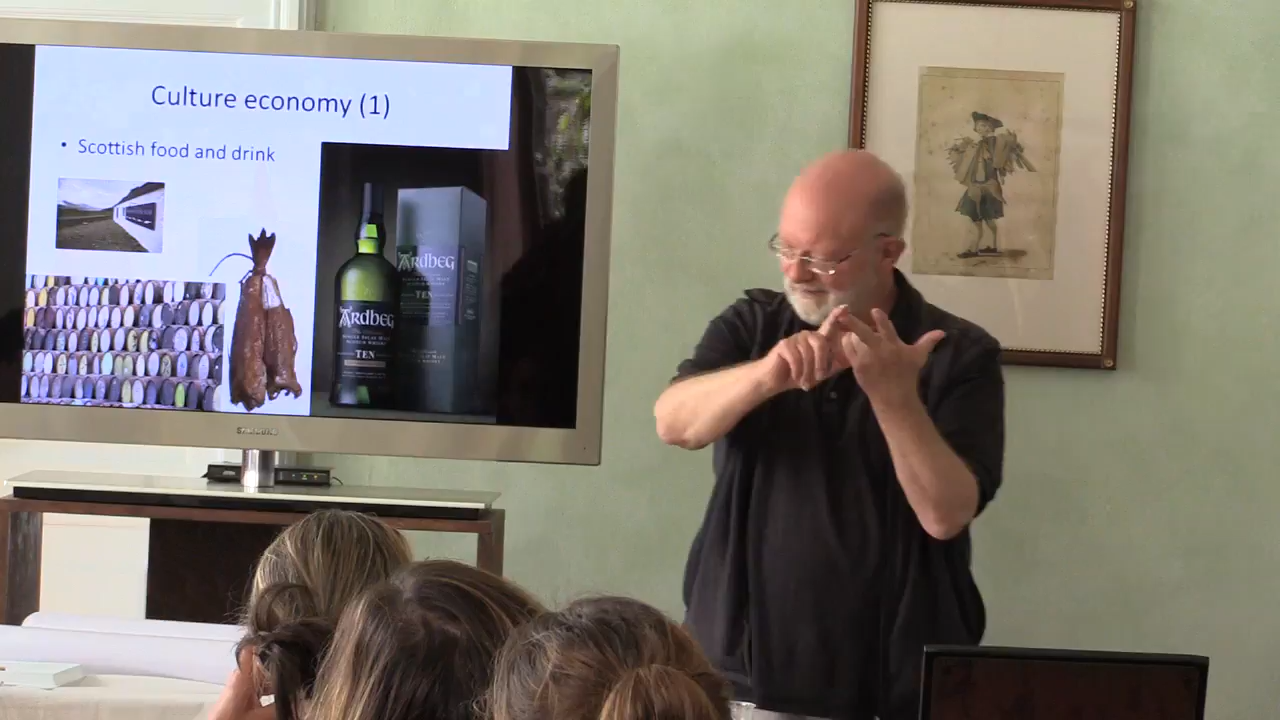 Culture economy (1)
• Scottish food and drink
ARDBEG
TEN
ARDBEG
TEN
SAMSUNG